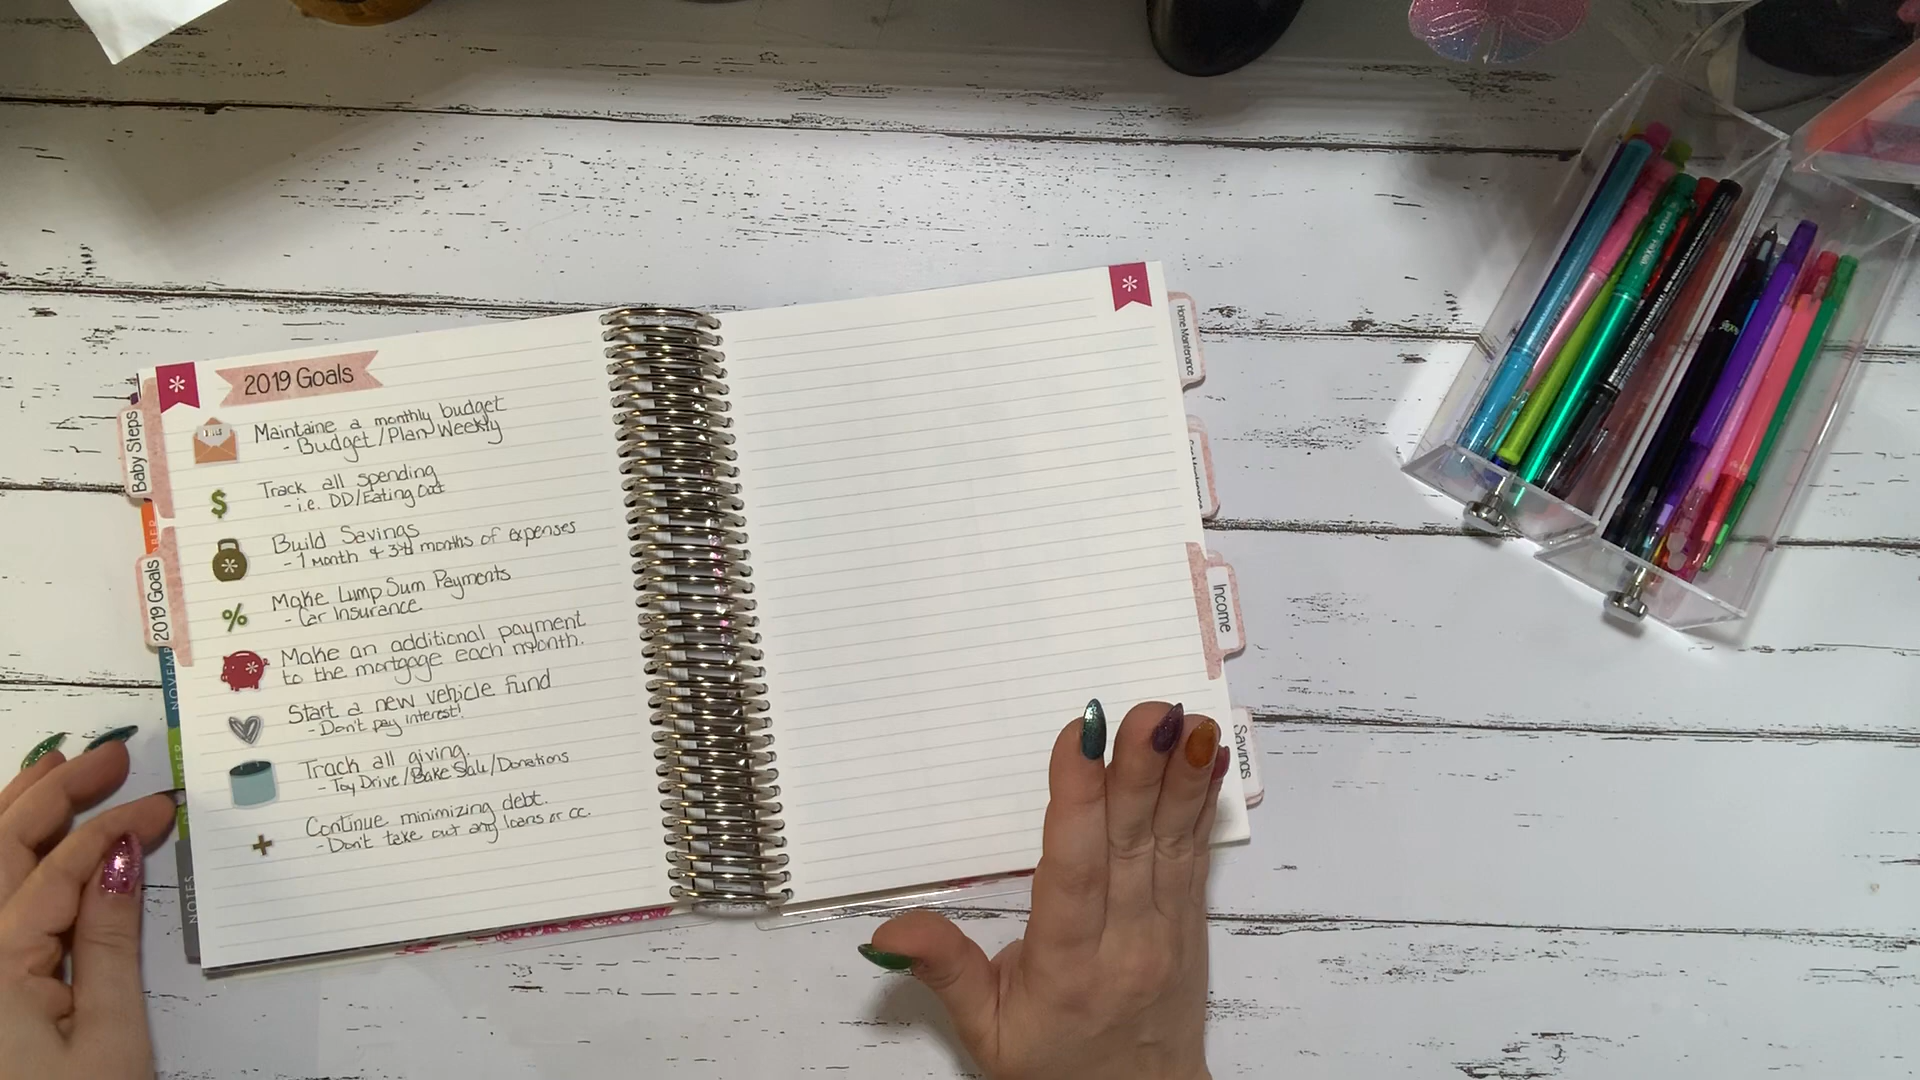 2019 Goals
Maintaine a monthly budget
- Budget/Plan Weekly
Track all spending
- i.e. DD/Eating Out
Build Savings
- 1 Month & 3 months of expenses
Make Lump Sum Payments
- Car Insurance
Make an additional payment
to the mortgage each month.
Start a new vehicle fund
- Don't pay interest!
Track all giving.
- Toy Drive/Bake Sale/Donations
Continue minimizing debt.
- Don't take out any loans or cc.
Baby Steps
2019 Goals
NOTES
Home Maintenance
Income
Savings